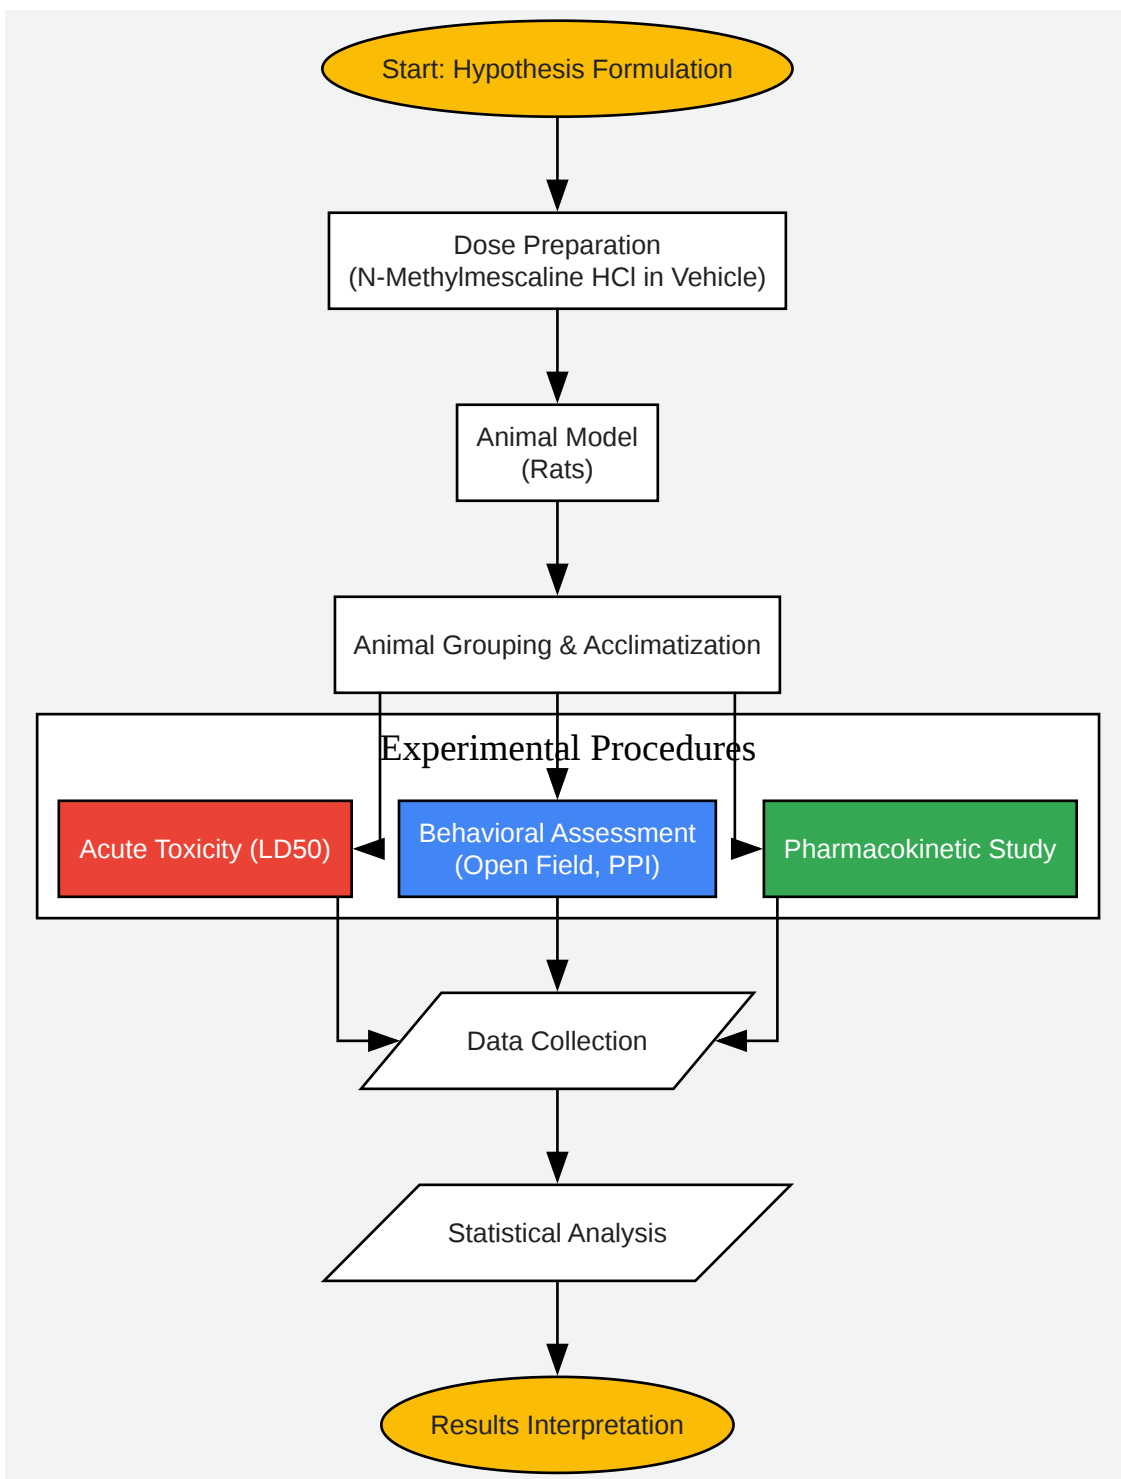 Start: Hypothesis Formulation
Dose Preparation
(N-Methylmescaline HCl in Vehicle)
Animal Model
(Rats)
Animal Grouping & Acclimatization
Experimental Procedures
Acute Toxicity (LD50)
Behavioral Assessment
(Open Field, PPI)
Pharmacokinetic Study
Data Collection
Statistical Analysis
Results Interpretation